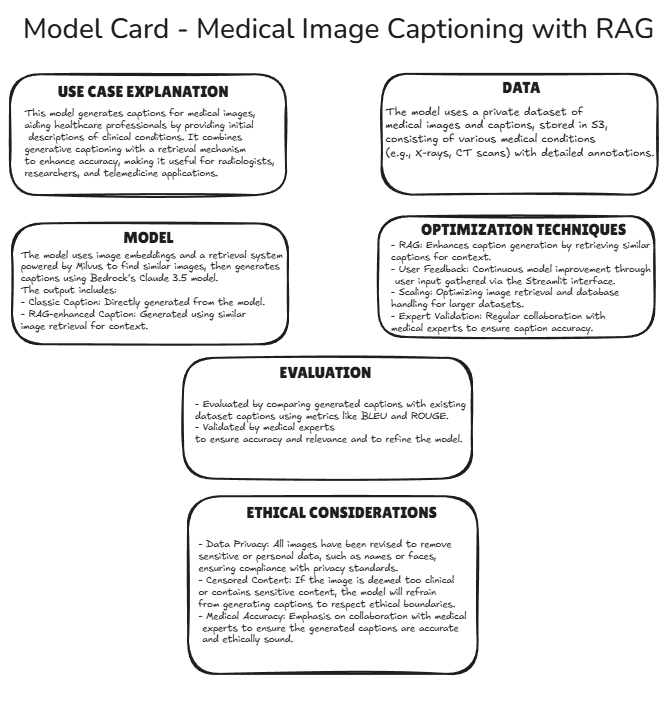 Model Card - Medical Image Captioning with RAG
USE CASE EXPLANATION
This model generates captions for medical images,
aiding healthcare professionals by providing initial
descriptions of clinical conditions. It combines
generative captioning with a retrieval mechanism
to enhance accuracy, making it useful for radiologists,
researchers, and telemedicine applications.
DATA
The model uses a private dataset of
medical images and captions, stored in S3,
consisting of various medical conditions
(e.g., X-rays, CT scans) with detailed annotations.
MODEL
The model uses image embeddings and a retrieval system
powered by Milvus to find similar images, then generates
captions using Bedrock's Claude 3.5 model.
The output includes:
- Classic Caption: Directly generated from the model.
- RAG-enhanced Caption: Generated using similar
image retrieval for context.
OPTIMIZATION TECHNIQUES
- RAG: Enhances caption generation by retrieving similar
captions for context.
- User Feedback: Continuous model improvement through
user input gathered via the Streamlit interface.
- Scaling: Optimizing image retrieval and database
handling for larger datasets.
- Expert Validation: Regular collaboration with
medical experts to ensure caption accuracy.
EVALUATION
- Evaluated by comparing generated captions with existing
dataset captions using metrics like BLEU and ROUGE.
- Validated by medical experts
to ensure accuracy and relevance and to refine the model.
ETHICAL CONSIDERATIONS
- Data Privacy: All images have been revised to remove
sensitive or personal data, such as names or faces,
ensuring compliance with privacy standards.
- Censored Content: If the image is deemed too clinical
or contains sensitive content, the model will refrain
from generating captions to respect ethical boundaries.
- Medical Accuracy: Emphasis on collaboration with medical
experts to ensure the generated captions are accurate
and ethically sound.